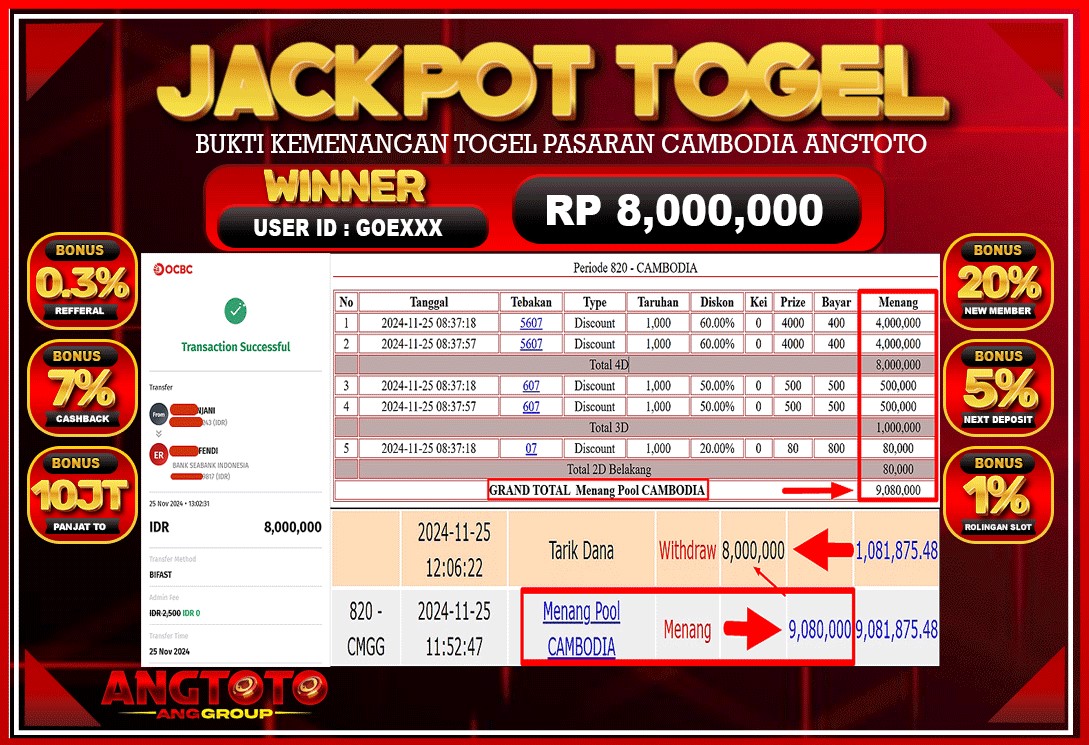 JACKPOT TOGEL
BUKTI KEMENANGAN TOGEL PASARAN CAMBODIA ANGTOTO
WINNER
USER ID : GOEXXX
RP 8,000,000
BONUS
0.3%
REFFERAL
BONUS
7%
CASHBACK
BONUS
10JT
PANJAT TO
OCBC
Transaction Successful
Transfer
From
NJANI
243 (IDR)
ER
FENDI
BANK SEABANK INDONESIA
9817 (IDR)
25 Nov 2024 • 13:02:31
IDR 8,000,000
Transfer Method
BIFAST
Admin Fee
IDR 2,500 IDR 0
Transfer Time
25 Nov 2024
Periode 820 - CAMBODIA
No Tanggal Tebakan Type Taruhan Diskon Kei Prize Bayar Menang
1 2024-11-25 08:37:18 5607 Discount 1,000 60.00% 0 4000 400 4,000,000
2 2024-11-25 08:37:57 5607 Discount 1,000 60.00% 0 4000 400 4,000,000
Total 4D 8,000,000
3 2024-11-25 08:37:18 607 Discount 1,000 50.00% 0 500 500 500,000
4 2024-11-25 08:37:57 607 Discount 1,000 50.00% 0 500 500 500,000
Total 3D 1,000,000
5 2024-11-25 08:37:18 07 Discount 1,000 20.00% 0 80 800 80,000
Total 2D Belakang 80,000
GRAND TOTAL Menang Pool CAMBODIA 9,080,000
2024-11-25
12:06:22
Tarik Dana Withdraw 8,000,000 1,081,875.48
820 -
CMGG
2024-11-25
11:52:47
Menang Pool
CAMBODIA
Menang 9,080,000 9,081,875.48
BONUS
20%
NEW MEMBER
BONUS
5%
NEXT DEPOSIT
BONUS
1%
ROLINGAN SLOT
ANGTOTO
ANGGROUP